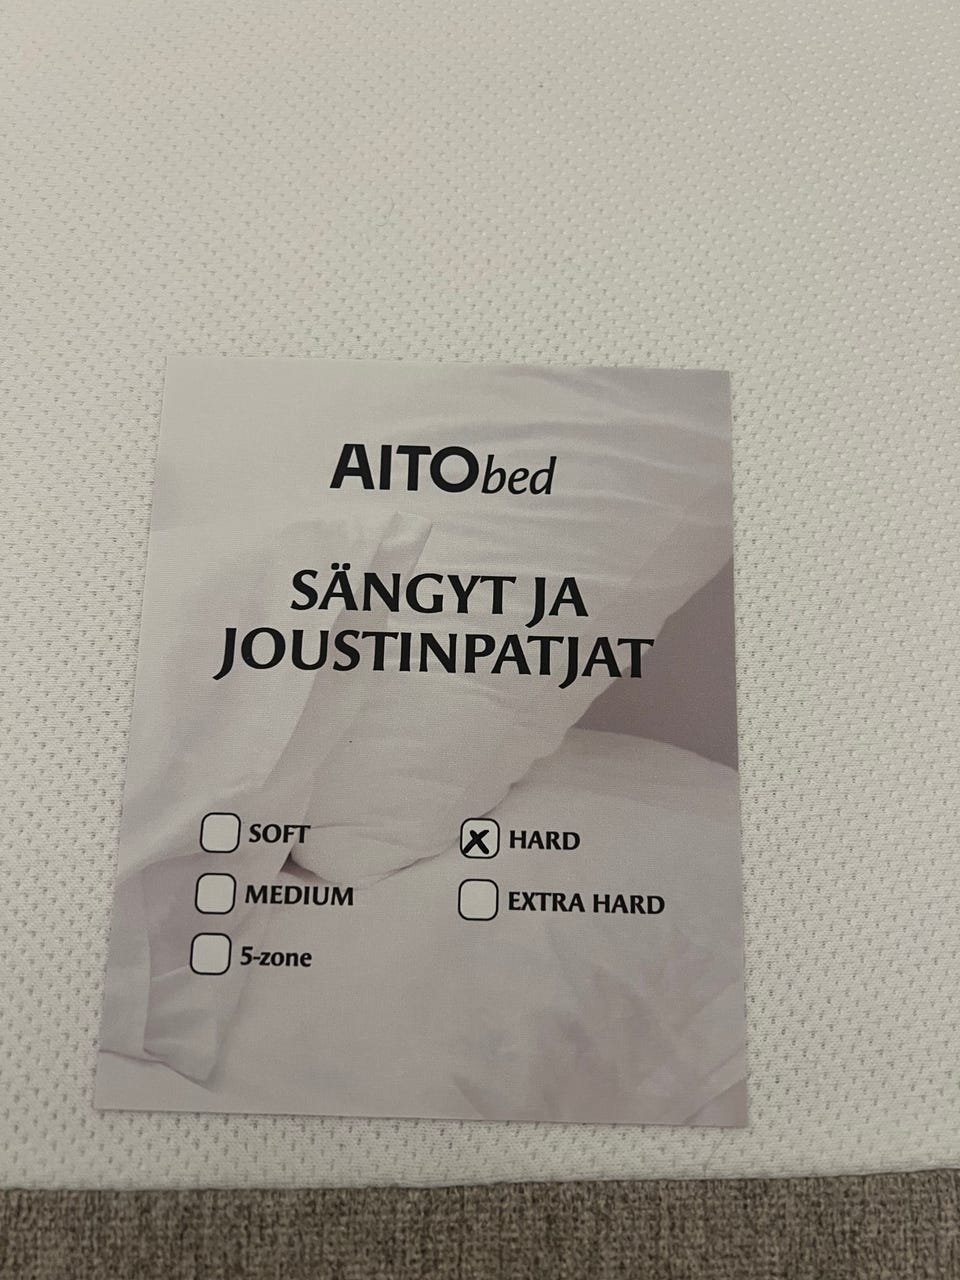 AITObed
SÄNGYT JA
JOUSTINPATJAT
SOFT
MEDIUM
5-zone
X HARD
EXTRA HARD